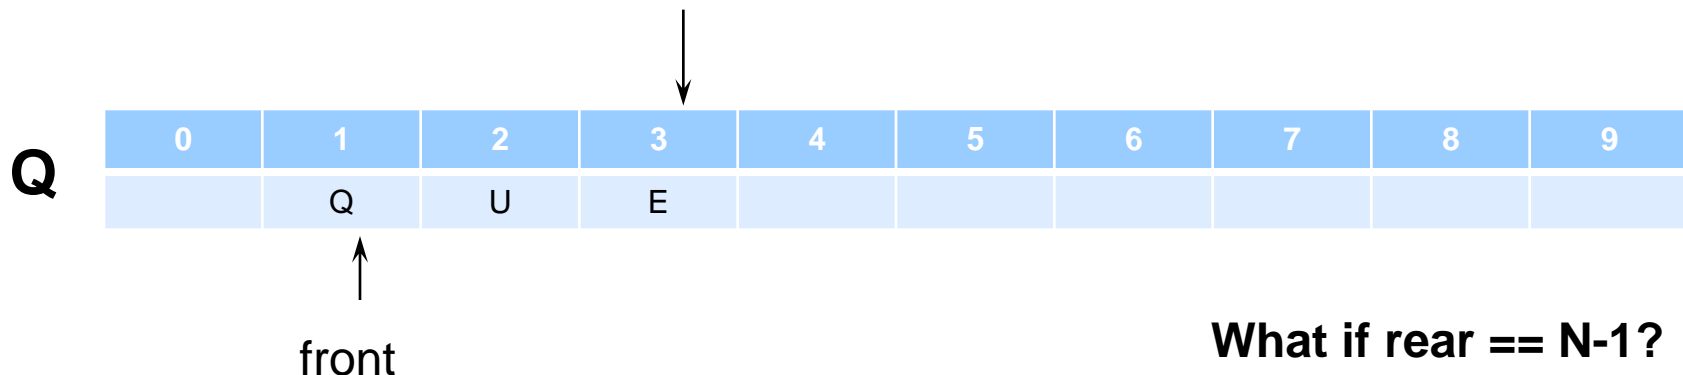 0 1 2 3 4 5 6 7 8 9
Q
Q U E
What if rear == N-1?
front